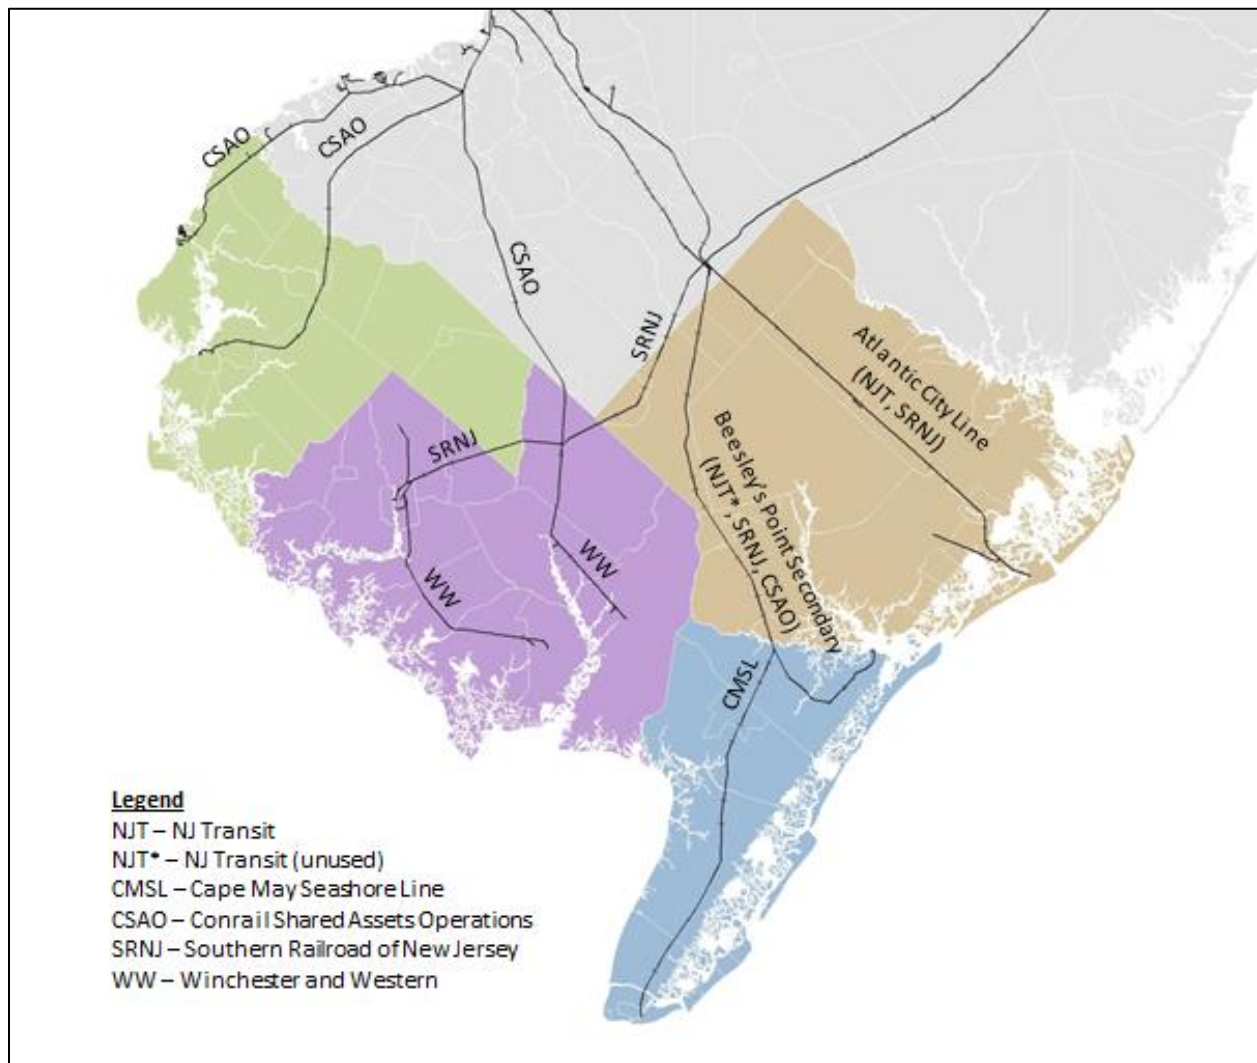 CSAO
CSAO
CSAO
SRNJ
Atlantic City Line
(NJT, SRNJ)
SRNJ
Beesley's Point Secondary
(NJT*, SRNJ, CSAO)
WW
WW
CMSL
Legend
NJT – NJ Transit
NJT* – NJ Transit (unused)
CMSL – Cape May Seashore Line
CSAO – Conrail Shared Assets Operations
SRNJ – Southern Railroad of New Jersey
WW – Winchester and Western